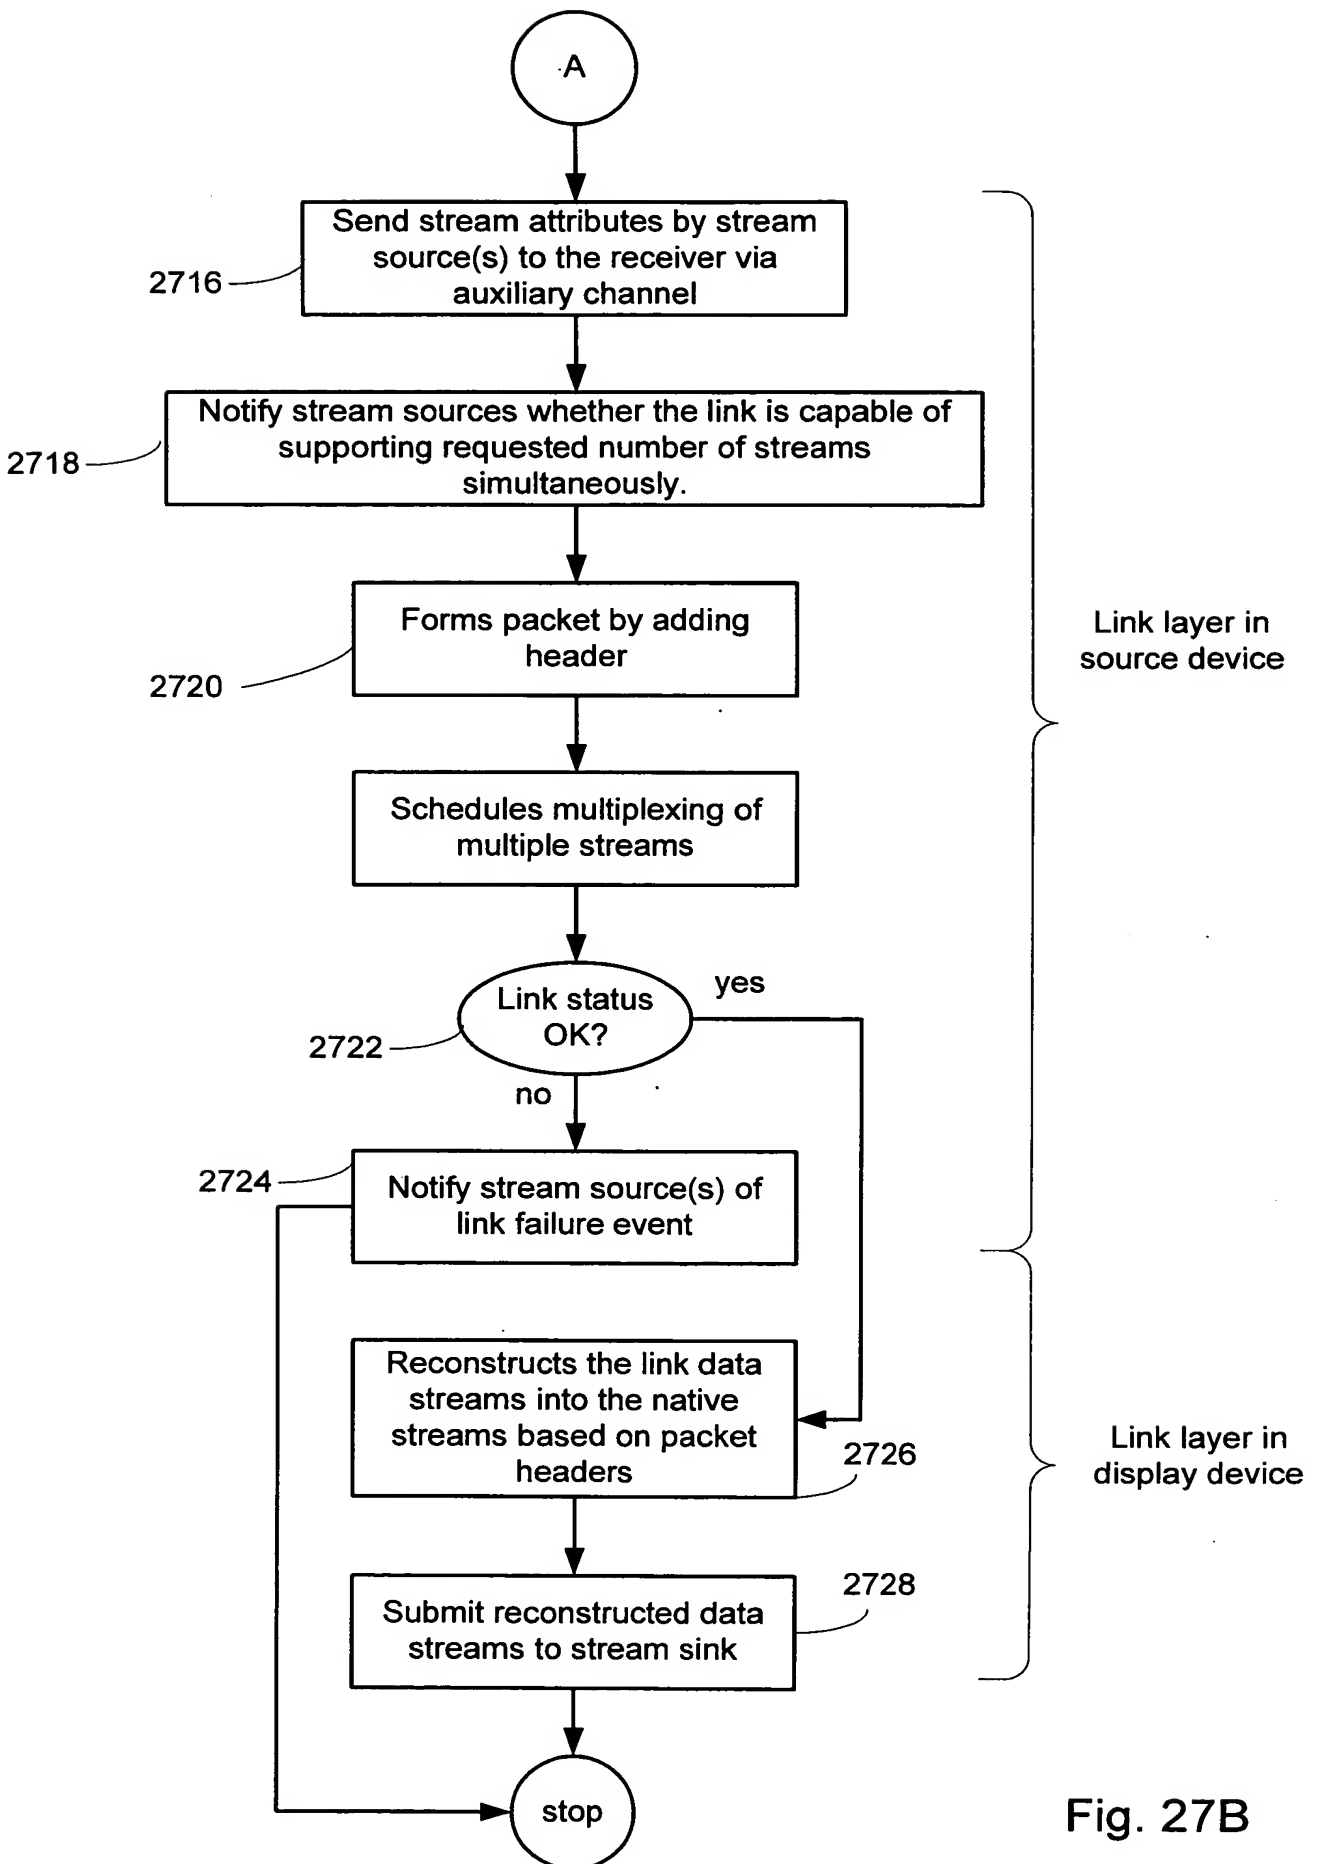 A
Send stream attributes by stream
source(s) to the receiver via
auxiliary channel
2716
Notify stream sources whether the link is capable of
supporting requested number of streams
simultaneously.
2718
Forms packet by adding
header
2720
Link layer in
source device
Schedules multiplexing of
multiple streams
Link status
OK?
yes
2722
no
2724
Notify stream source(s) of
link failure event
Reconstructs the link data
streams into the native
streams based on packet
headers
2726
Link layer in
display device
2728
Submit reconstructed data
streams to stream sink
stop
Fig. 27B